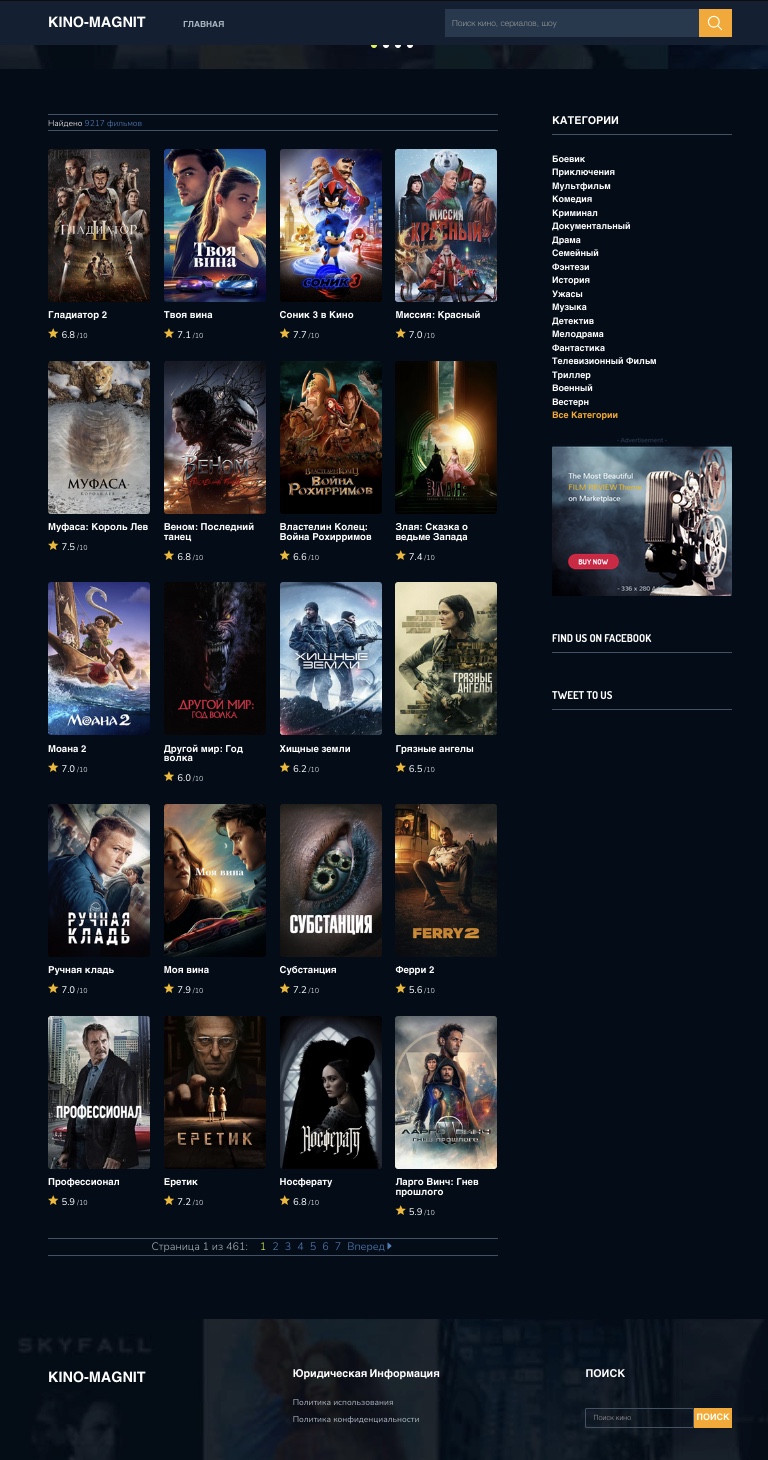 KINO-MAGNIT
ГЛАВНАЯ
Поиск кино, сериалов, шоу
Найдено 9217 фильмов
ГЛАДИАТОР
II
Твоя
вина
СОНИК 3
МИССИЯ
КРАСНЫЙ
Гладиатор 2
Твоя вина
Соник 3 в Кино
Миссия: Красный
6.8 /10
7.1 /10
7.7 /10
7.0 /10
МУФАСА
КОРОЛЬ ЛЕВ
ВЕНОМ
ВЛАСТЕЛИН КОЛЕЦ
ВОЙНА
РОХИРРИМОВ
ЗЛАЯ
Муфаса: Король Лев
Веном: Последний
танец
Властелин Колец:
Война Рохирримов
Злая: Сказка о
ведьме Запада
7.5 /10
6.8 /10
6.6 /10
7.4 /10
МОАНА 2
ДРУГОЙ МИР:
ГОД ВОЛКА
ХИЩНЫЕ
ЗЕМЛИ
ГРЯЗНЫЕ
АНГЕЛЫ
Моана 2
Другой мир: Год
волка
Хищные земли
Грязные ангелы
7.0 /10
6.0 /10
6.2 /10
6.5 /10
РУЧНАЯ
КЛАДЬ
Моя вина
СУБСТАНЦИЯ
FERRY 2
Ручная кладь
Моя вина
Субстанция
Ферри 2
7.0 /10
7.9 /10
7.2 /10
5.6 /10
ПРОФЕССИОНАЛ
ЕРЕТИК
Носферату
ЛАРГО ВИНЧ
ГНЕВ ПРОШЛОГО
Профессионал
Еретик
Носферату
Ларго Винч: Гнев
прошлого
5.9 /10
7.2 /10
6.8 /10
5.9 /10
Страница 1 из 461: 1 2 3 4 5 6 7 Вперед
КАТЕГОРИИ
Боевик
Приключения
Мультфильм
Комедия
Криминал
Документальный
Драма
Семейный
Фэнтези
История
Ужасы
Музыка
Детектив
Мелодрама
Фантастика
Телевизионный Фильм
Триллер
Военный
Вестерн
Все Категории
- Advertisement -
The Most Beautiful
FILM REVIEW Theme
on Marketplace
BUY NOW
- 336 x 280 Ad -
FIND US ON FACEBOOK
TWEET TO US
SKYFALL
KINO-MAGNIT
Юридическая Информация
Политика использования
Политика конфиденциальности
ПОИСК
Поиск кино
ПОИСК